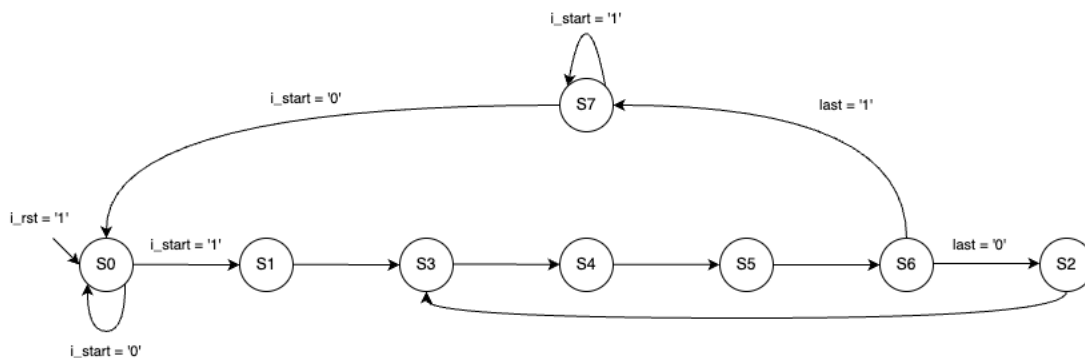 i_start = '1'
S7
i_start = '0'
last = '1'
i_rst = '1'
S0
i_start = '1'
S1
S3
S4
S5
S6
last = '0'
S2
i_start = '0'